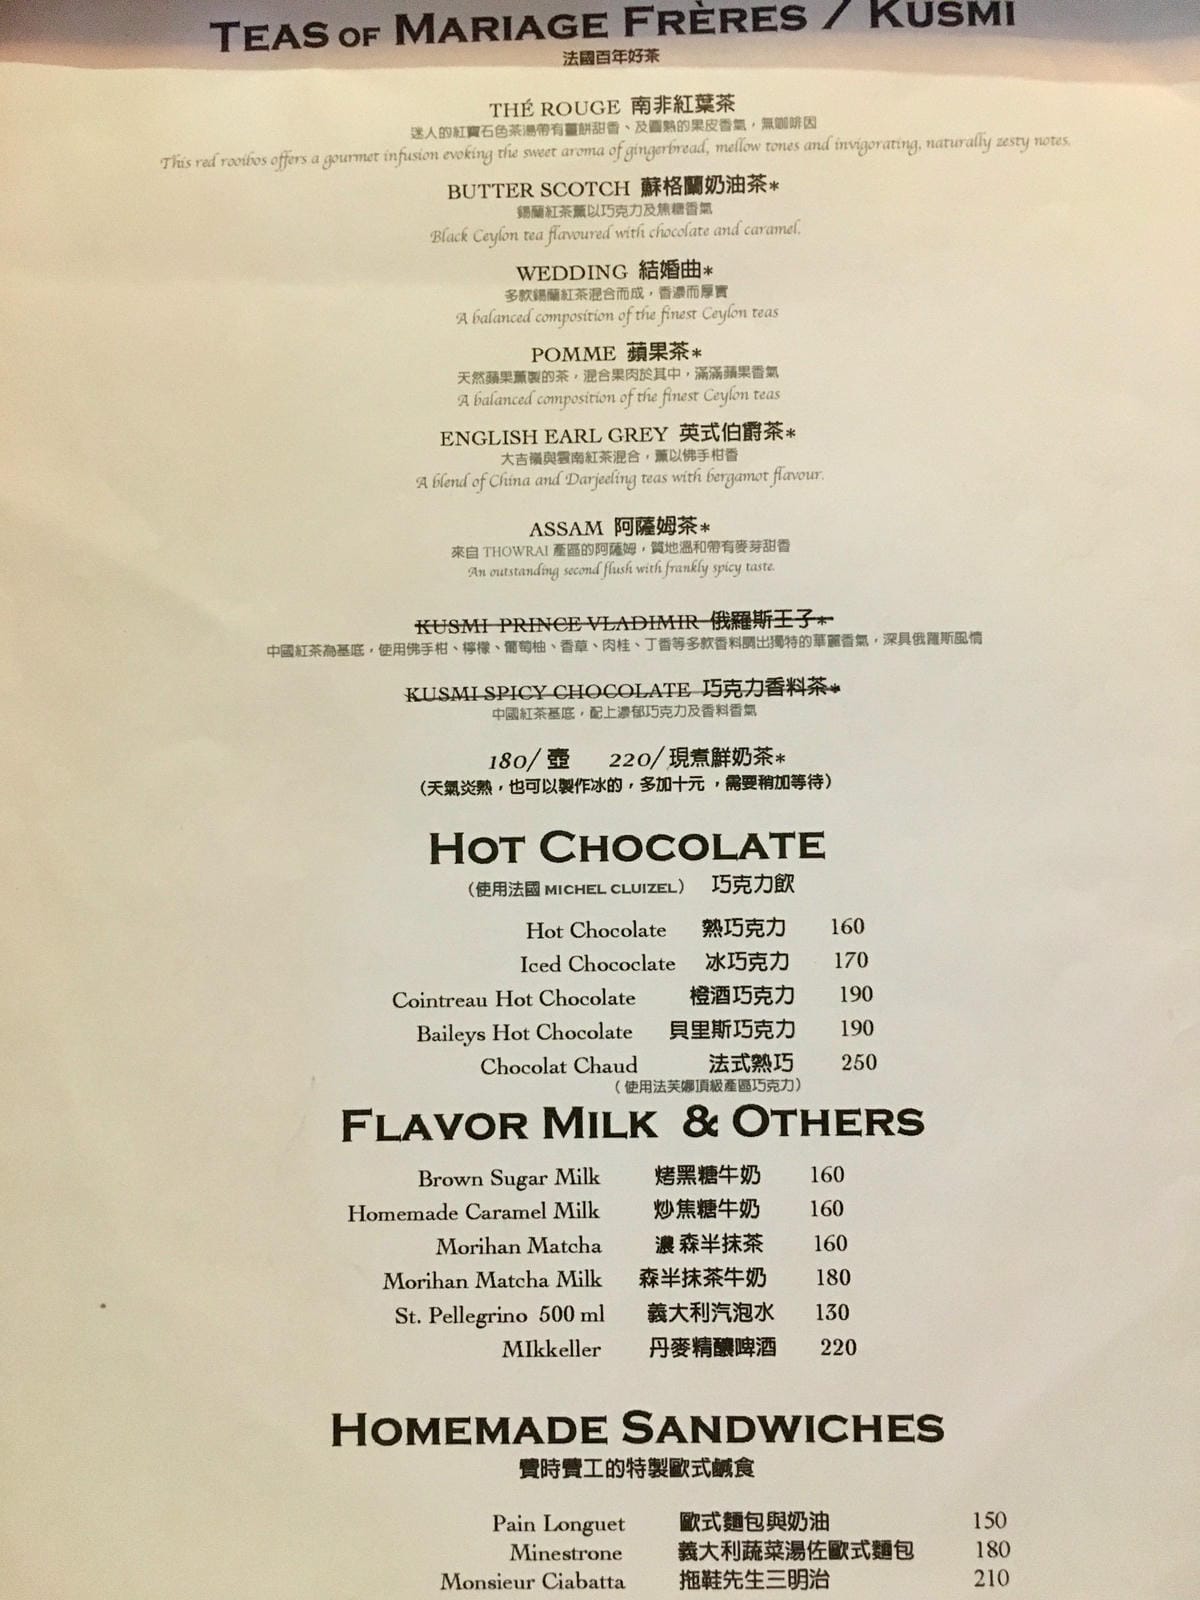 TEAS OF MARIAGE FRÈRES / KUSMI
法國百年好茶
THÉ ROUGE 南非紅葉茶
迷人的紅寶石色茶湯帶有薑餅甜香、及圓熟的果皮香氣，無咖啡因
This red rooibos offers a gourmet infusion evoking the sweet aroma of gingerbread, mellow tones and invigorating, naturally zesty notes.
BUTTER SCOTCH 蘇格蘭奶油茶*
錫蘭紅茶薰以巧克力及焦糖香氣
Black Ceylon tea flavoured with chocolate and caramel.
WEDDING 結婚曲*
多款錫蘭紅茶混合而成，香濃而厚實
A balanced composition of the finest Ceylon teas
POMME 蘋果茶*
天然蘋果薰製的茶，混合果肉於其中，滿滿蘋果香氣
A balanced composition of the finest Ceylon teas
ENGLISH EARL GREY 英式伯爵茶*
大吉嶺與雲南紅茶混合，薰以佛手柑香
A blend of China and Darjeeling teas with bergamot flavour.
ASSAM 阿薩姆茶*
來自 THOWRAI 產區的阿薩姆，質地溫和帶有麥芽甜香
An outstanding second flush with frankly spicy taste.
KUSMI PRINCE VLADIMIR 俄羅斯王子*
中國紅茶為基底，使用佛手柑、檸檬、葡萄柚、香草、肉桂、丁香等多款香料調出獨特的華麗香氣，深具俄羅斯風情
KUSMI SPICY CHOCOLATE 巧克力香料茶*
中國紅茶基底，配上濃郁巧克力及香料香氣
180/ 壺 220/ 現煮鮮奶茶*
（天氣炎熱，也可以製作冰的，多加十元 ，需要稍加等待）
HOT CHOCOLATE
（使用法國 MICHEL CLUIZEL） 巧克力飲
Hot Chocolate 熱巧克力 160
Iced Chococlate 冰巧克力 170
Cointreau Hot Chocolate 橙酒巧克力 190
Baileys Hot Chocolate 貝里斯巧克力 190
Chocolat Chaud 法式熱巧 250
（ 使用法芙娜頂級產區巧克力）
FLAVOR MILK & OTHERS
Brown Sugar Milk 烤黑糖牛奶 160
Homemade Caramel Milk 炒焦糖牛奶 160
Morihan Matcha 濃 森半抹茶 160
Morihan Matcha Milk 森半抹茶牛奶 180
St. Pellegrino 500 ml 義大利汽泡水 130
MIkkeller 丹麥精釀啤酒 220
HOMEMADE SANDWICHES
費時費工的特製歐式鹹食
Pain Longuet 歐式麵包與奶油 150
Minestrone 義大利蔬菜湯佐歐式麵包 180
Monsieur Ciabatta 拖鞋先生三明治 210